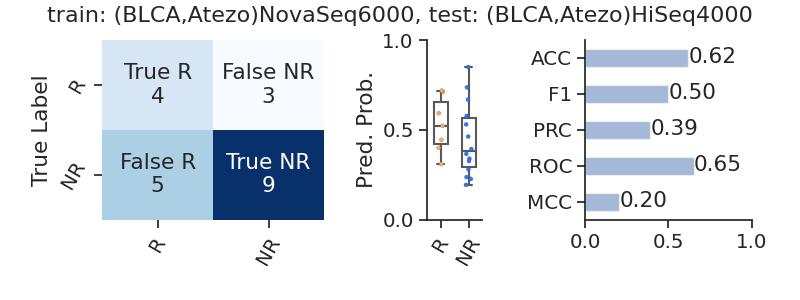 train: (BLCA,Atezo)NovaSeq6000, test: (BLCA,Atezo)HiSeq4000
True Label
R
NR
True R
4
False NR
3
False R
5
True NR
9
R
NR
Pred. Prob.
1.0
0.5
0.0
R
NR
ACC
0.62
F1
0.50
PRC
0.39
ROC
0.65
MCC
0.20
0.0
0.5
1.0